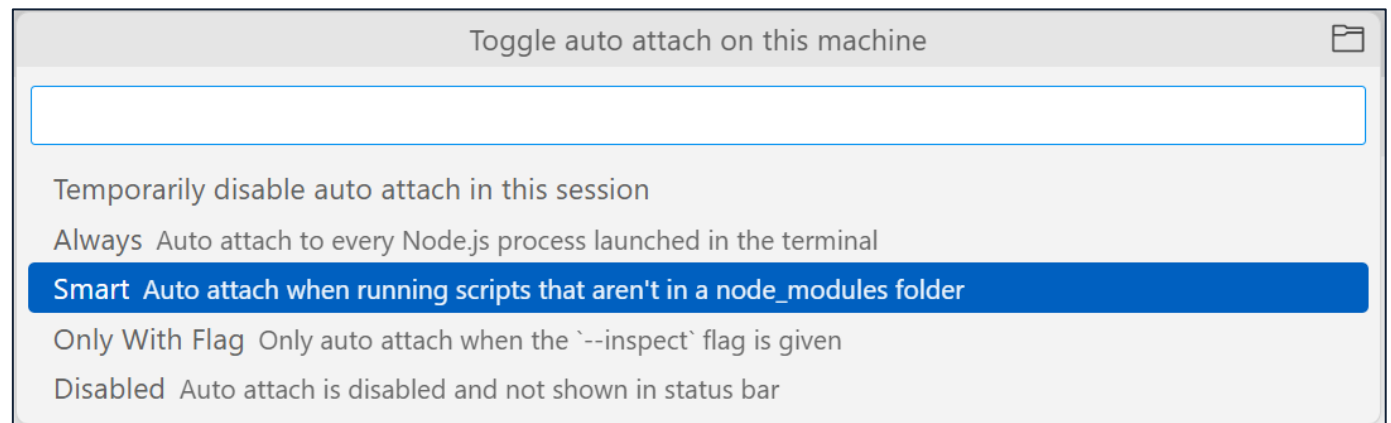 Toggle auto attach on this machine
Temporarily disable auto attach in this session
Always Auto attach to every Node.js process launched in the terminal
Smart Auto attach when running scripts that aren't in a node_modules folder
Only With Flag Only auto attach when the `--inspect` flag is given
Disabled Auto attach is disabled and not shown in status bar